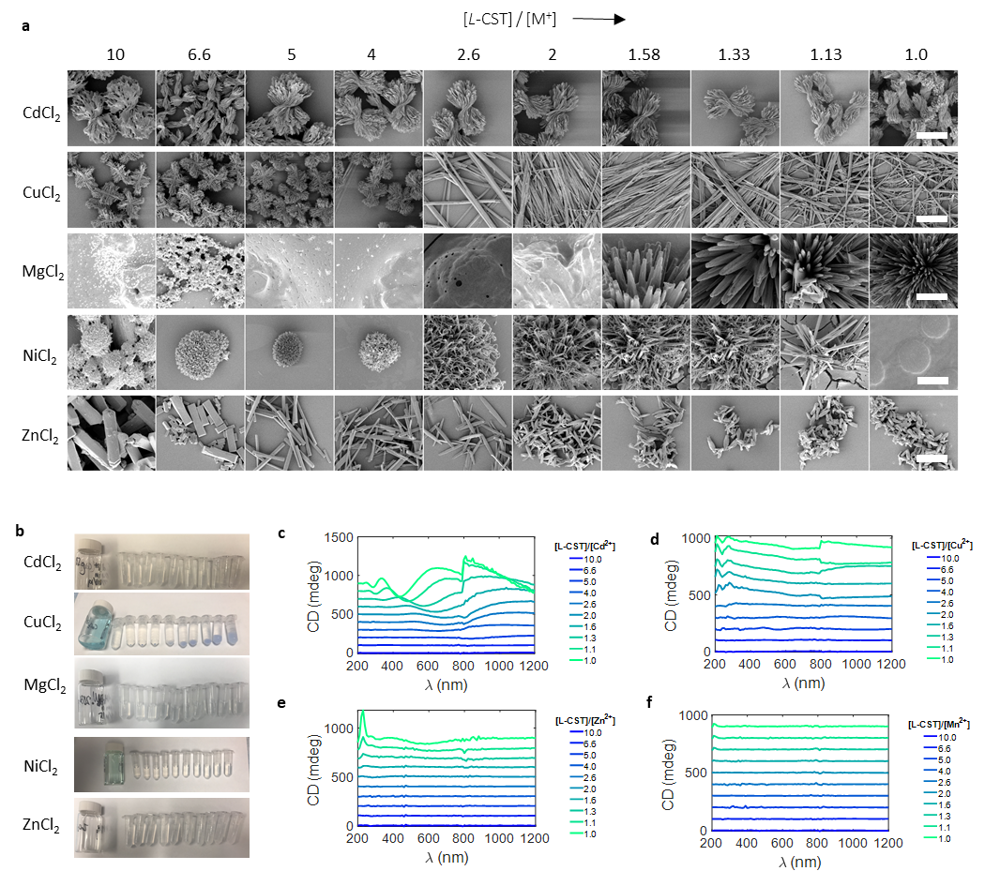 [L-CST] / [M⁺]
a
10 6.6 5 4 2.6 2 1.58 1.33 1.13 1.0
CdCl₂
CuCl₂
MgCl₂
NiCl₂
ZnCl₂
b
CdCl₂
CuCl₂
MgCl₂
NiCl₂
ZnCl₂
c
1500
1000
500
0
CD (mdeg)
200 400 600 800 1000 1200
λ (nm)
[L-CST]/[Cd²⁺]
10.0
6.6
5.0
4.0
2.6
2.0
1.6
1.3
1.1
1.0
d
1000
500
0
CD (mdeg)
200 400 600 800 1000 1200
λ (nm)
[L-CST]/[Cu²⁺]
10.0
6.6
5.0
4.0
2.6
2.0
1.6
1.3
1.1
1.0
e
1000
500
0
CD (mdeg)
200 400 600 800 1000 1200
λ (nm)
[L-CST]/[Zn²⁺]
10.0
6.6
5.0
4.0
2.6
2.0
1.6
1.3
1.1
1.0
f
1000
500
0
CD (mdeg)
200 400 600 800 1000 1200
λ (nm)
[L-CST]/[Mn²⁺]
10.0
6.6
5.0
4.0
2.6
2.0
1.6
1.3
1.1
1.0